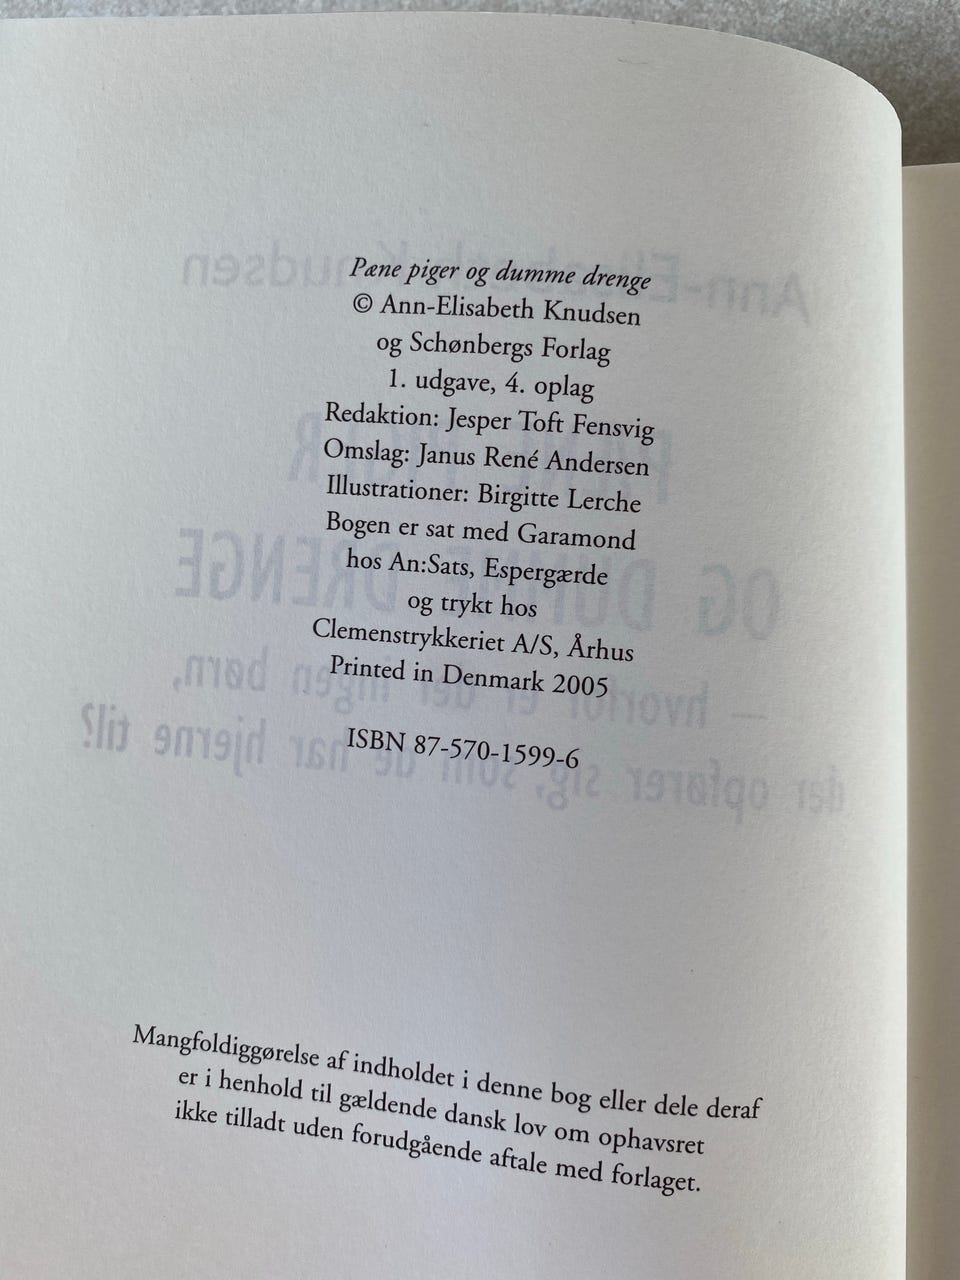 Pæne piger og dumme drenge
© Ann-Elisabeth Knudsen
og Schønbergs Forlag
1. udgave, 4. oplag
Redaktion: Jesper Toft Fensvig
Omslag: Janus René Andersen
Illustrationer: Birgitte Lerche
Bogen er sat med Garamond
hos An:Sats, Espergærde
og trykt hos
Clemenstrykkeriet A/S, Århus
Printed in Denmark 2005
ISBN 87-570-1599-6
Mangfoldiggørelse af indholdet i denne bog eller dele deraf
er i henhold til gældende dansk lov om ophavsret
ikke tilladt uden forudgående aftale med forlaget.